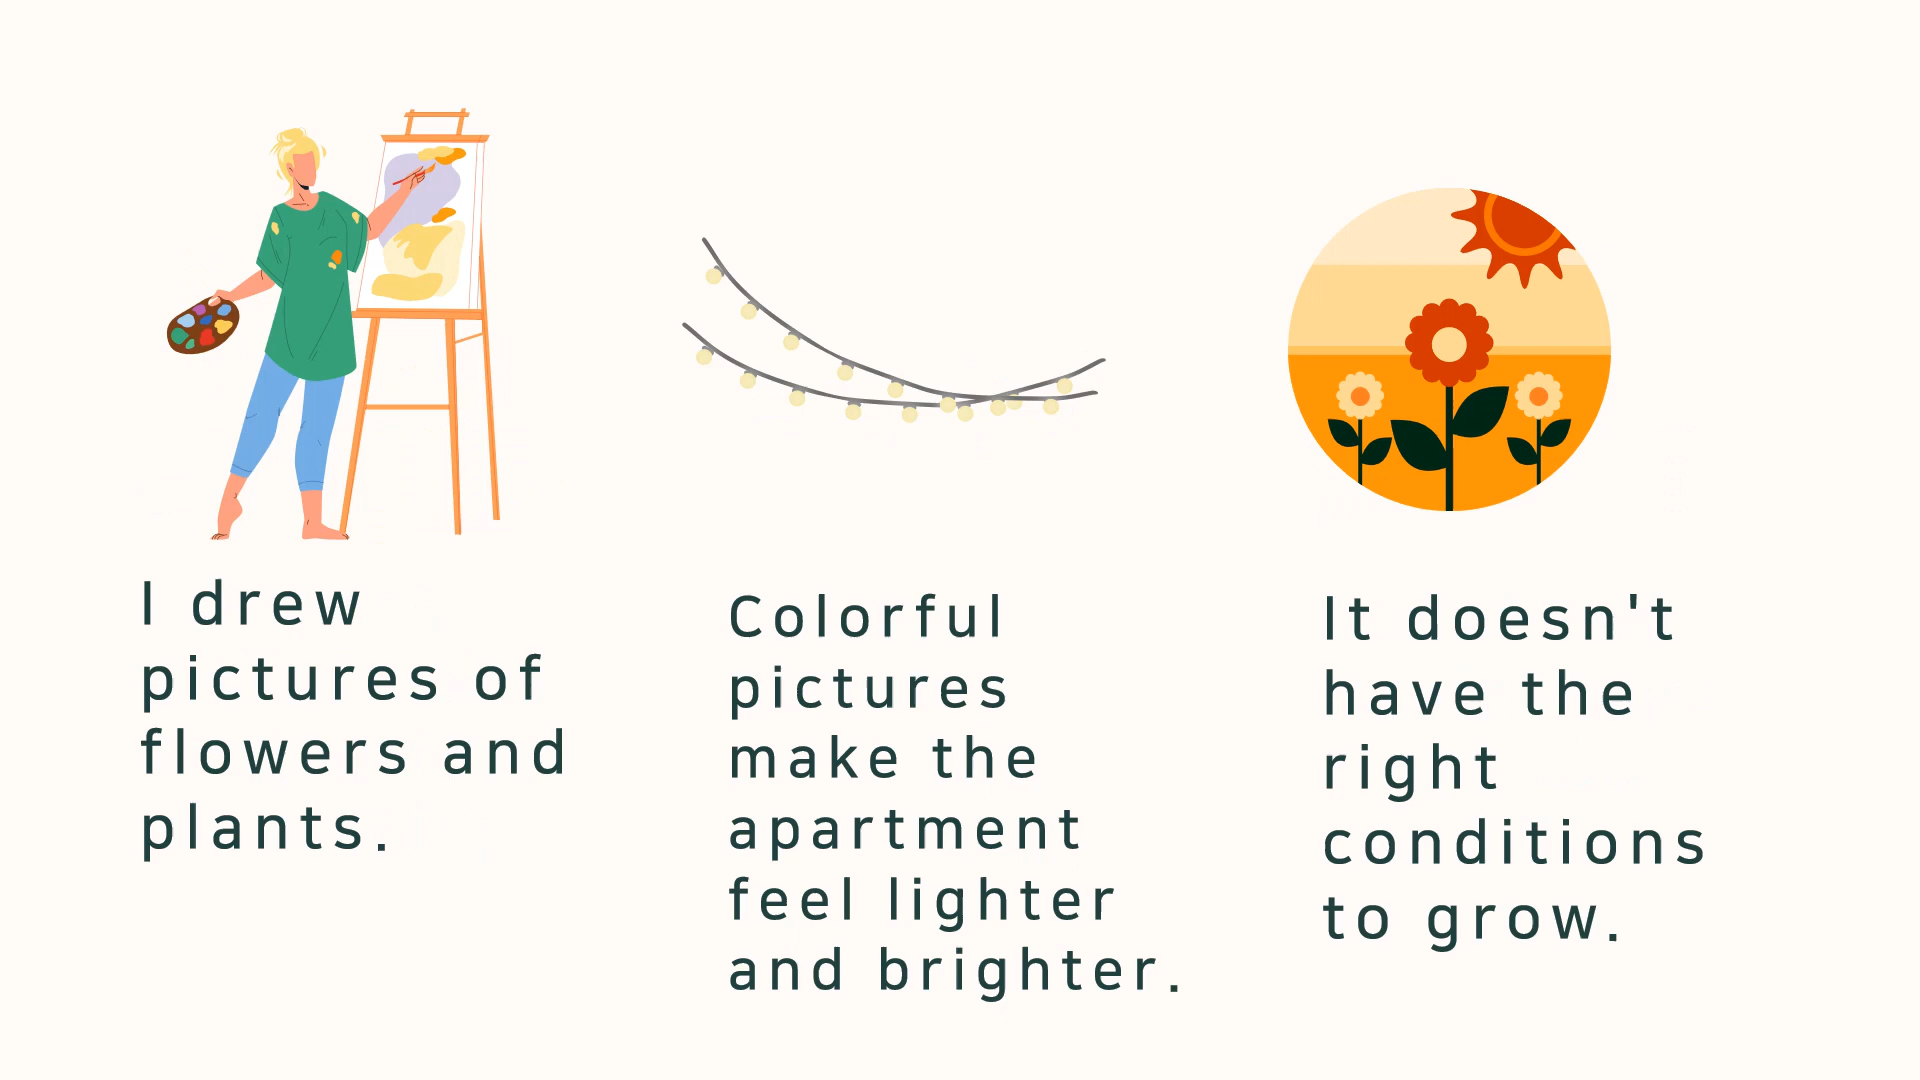 I drew
pictures of
flowers and
plants.
Colorful
pictures
make the
apartment
feel lighter
and brighter.
It doesn't
have the
right
conditions
to grow.